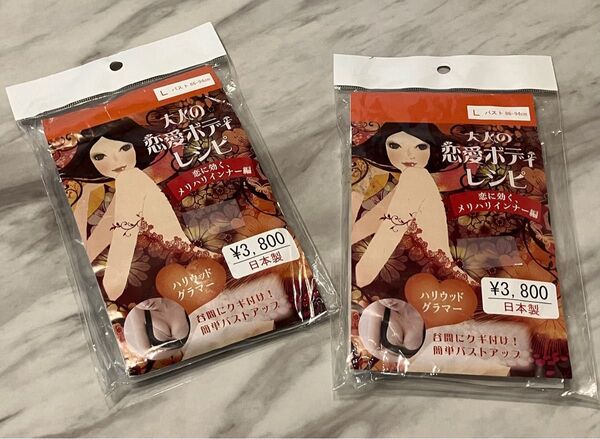 L バスト 86-94cm
大人の
恋愛ボディ
レシピ
恋に効く、
メリハリインナー編
¥3,800
日本製
ハリウッド
グラマー
谷間にクギ付け!
簡単バストアップ
L バスト 86-94cm
大人の
恋愛ボディ
レシピ
恋に効く、
メリハリインナー編
¥3,800
日本製
ハリウッド
グラマー
谷間にクギ付け!
簡単バストアップ